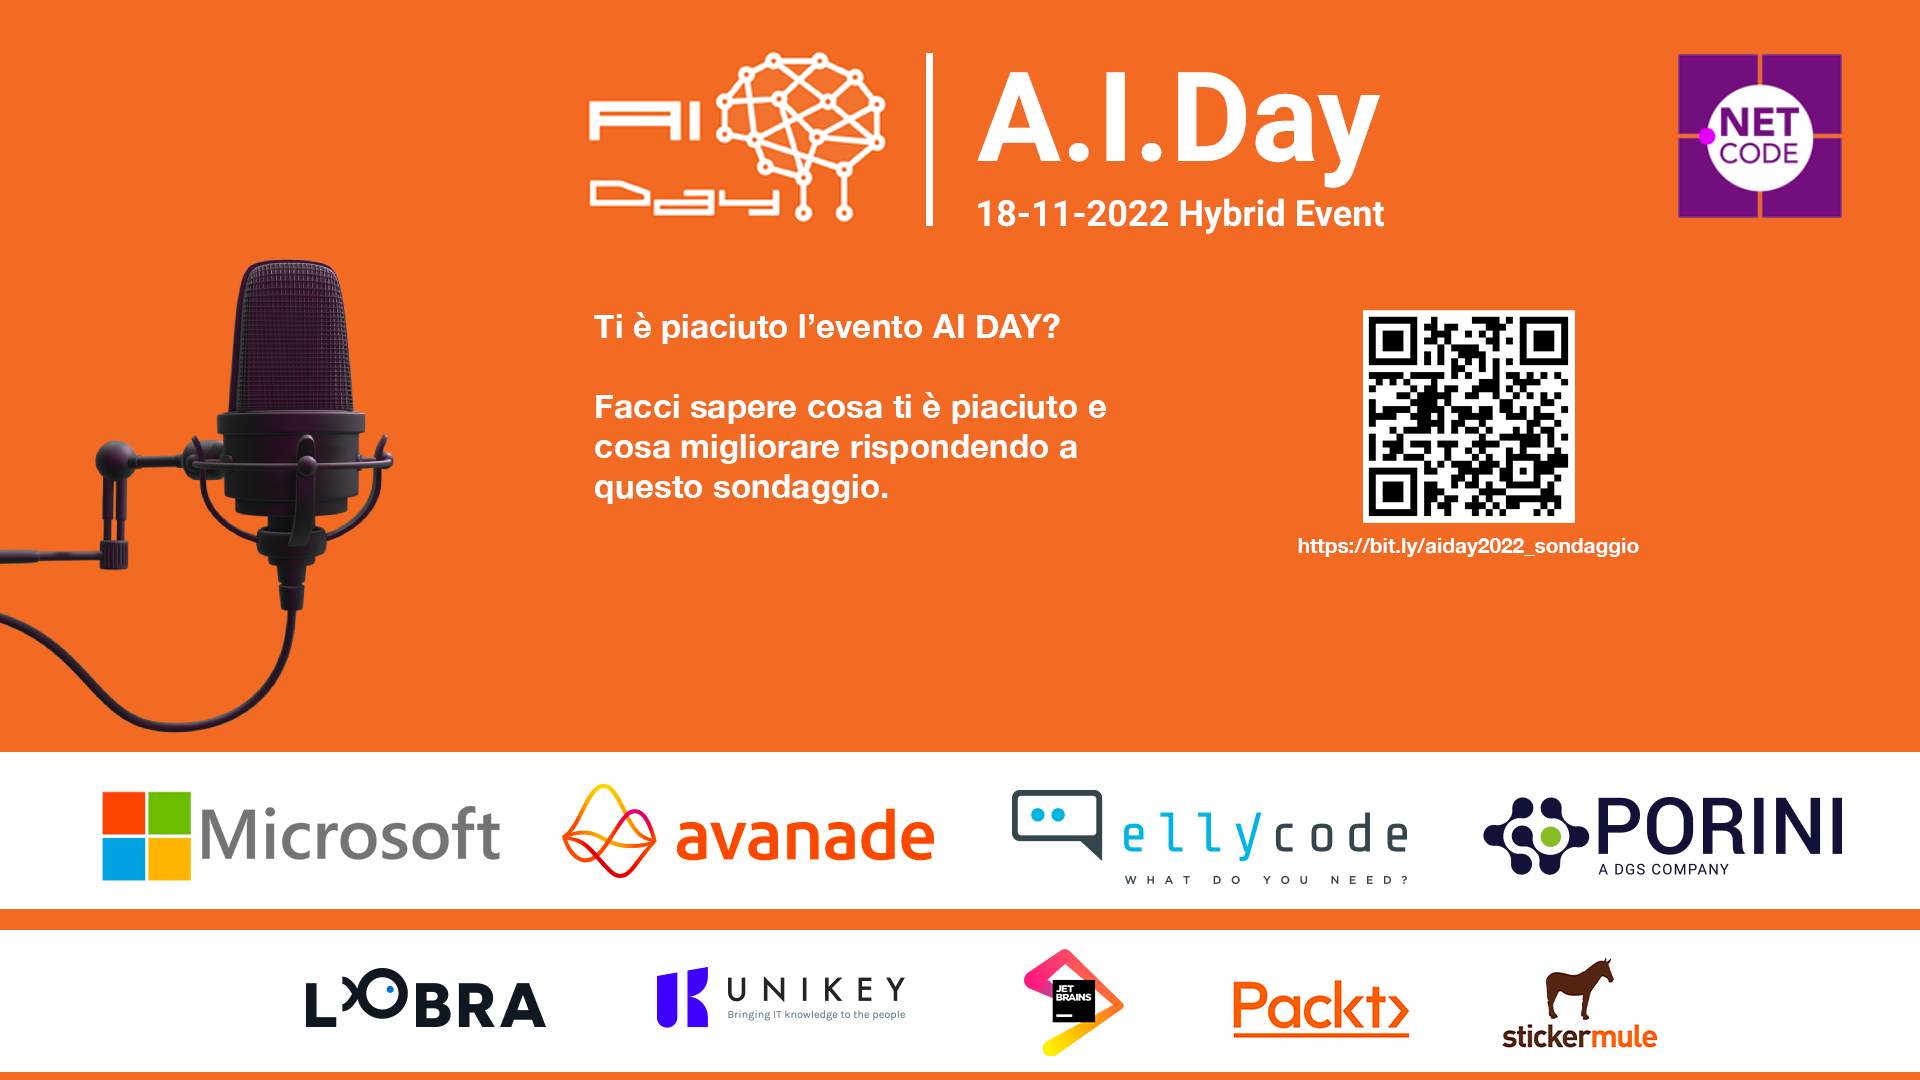 AI
Day
A.I.Day
18-11-2022 Hybrid Event
NET
CODE
Ti è piaciuto l’evento AI DAY?
Facci sapere cosa ti è piaciuto e
cosa migliorare rispondendo a
questo sondaggio.
https://bit.ly/aiday2022_sondaggio
Microsoft
avanade
ellycode
WHAT DO YOU NEED?
PORINI
A DGS COMPANY
LOBRA
UNIKEY
Bringing IT knowledge to the people
JET
BRAINS
Packt>
stickermule